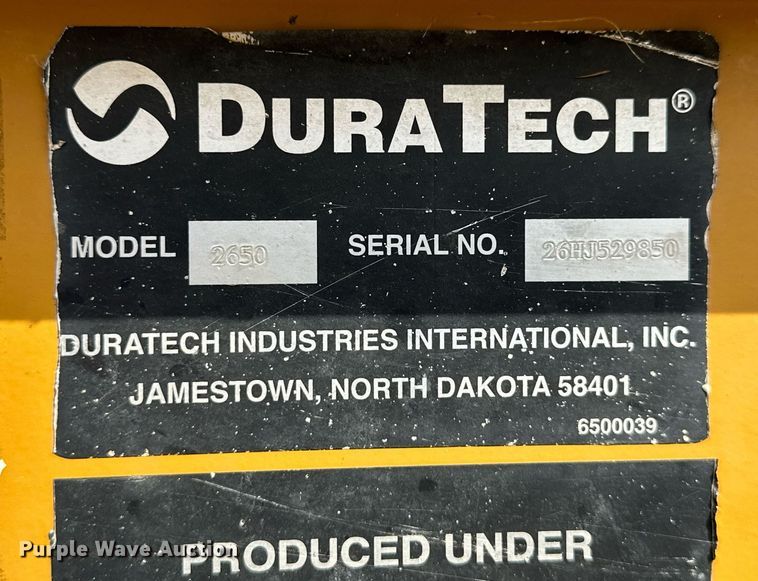 DURATECH®
MODEL 2650 SERIAL NO. 26HJ529850
DURATECH INDUSTRIES INTERNATIONAL, INC.
JAMESTOWN, NORTH DAKOTA 58401
6500039
PRODUCED UNDER
Purple Wave Auction